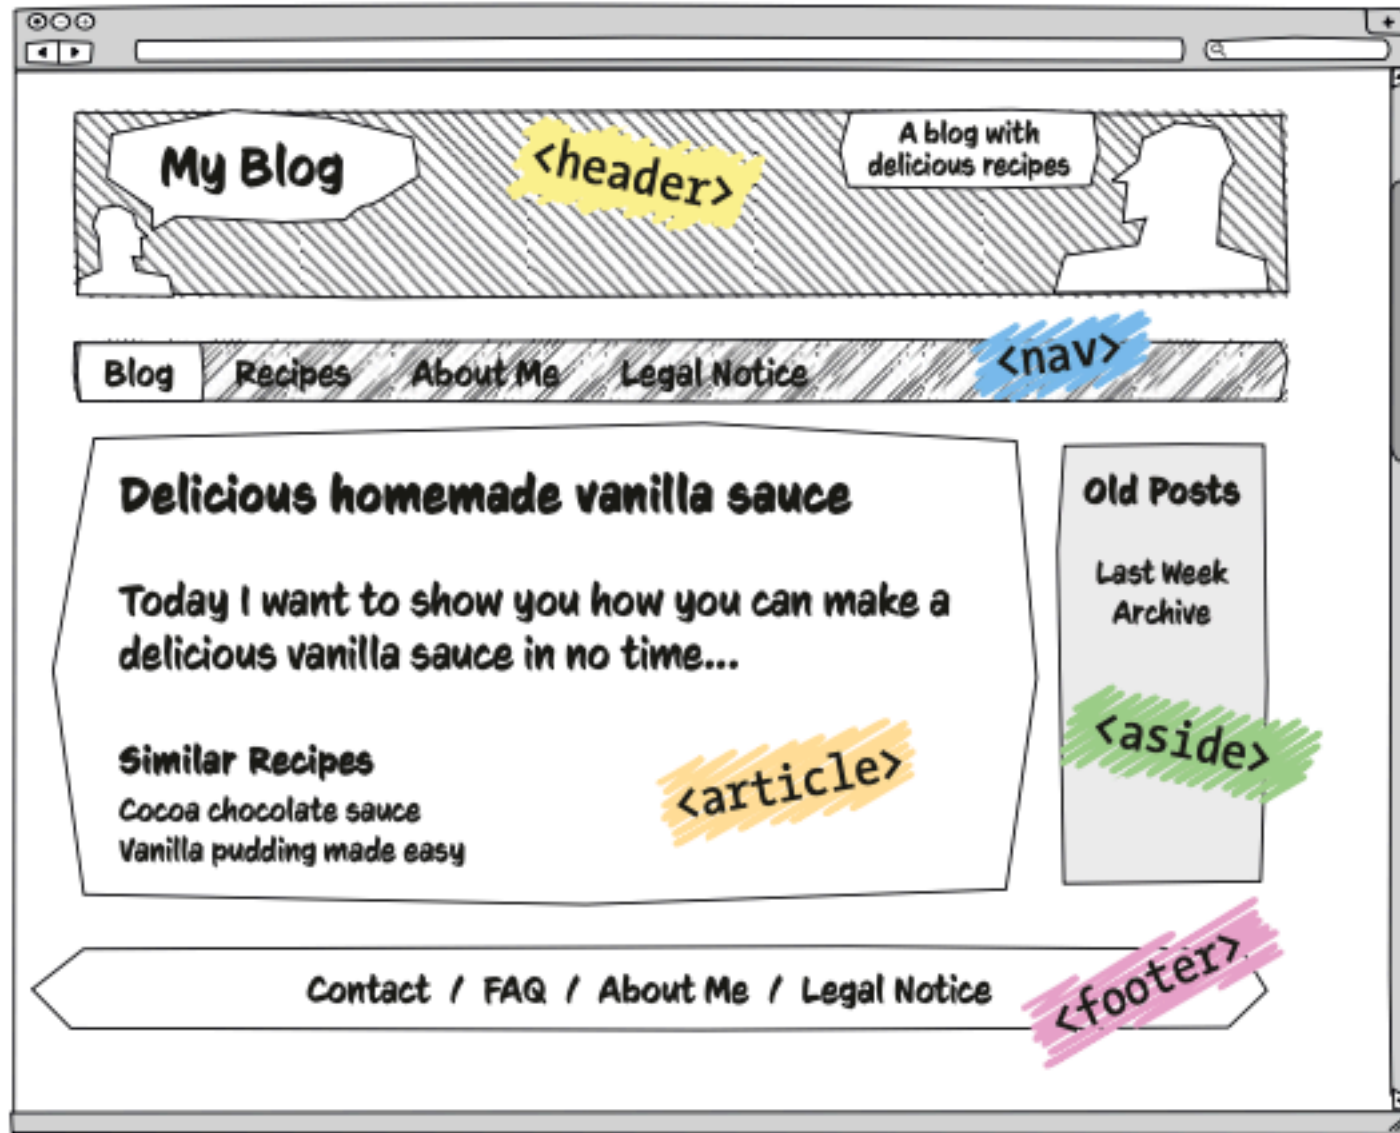 My Blog
<header>
A blog with
delicious recipes
Blog Recipes About Me Legal Notice
<nav>
Delicious homemade vanilla sauce
Today I want to show you how you can make a
delicious vanilla sauce in no time...
Similar Recipes
Cocoa chocolate sauce
Vanilla pudding made easy
<article>
Old Posts
Last Week
Archive
<aside>
Contact / FAQ / About Me / Legal Notice
<footer>